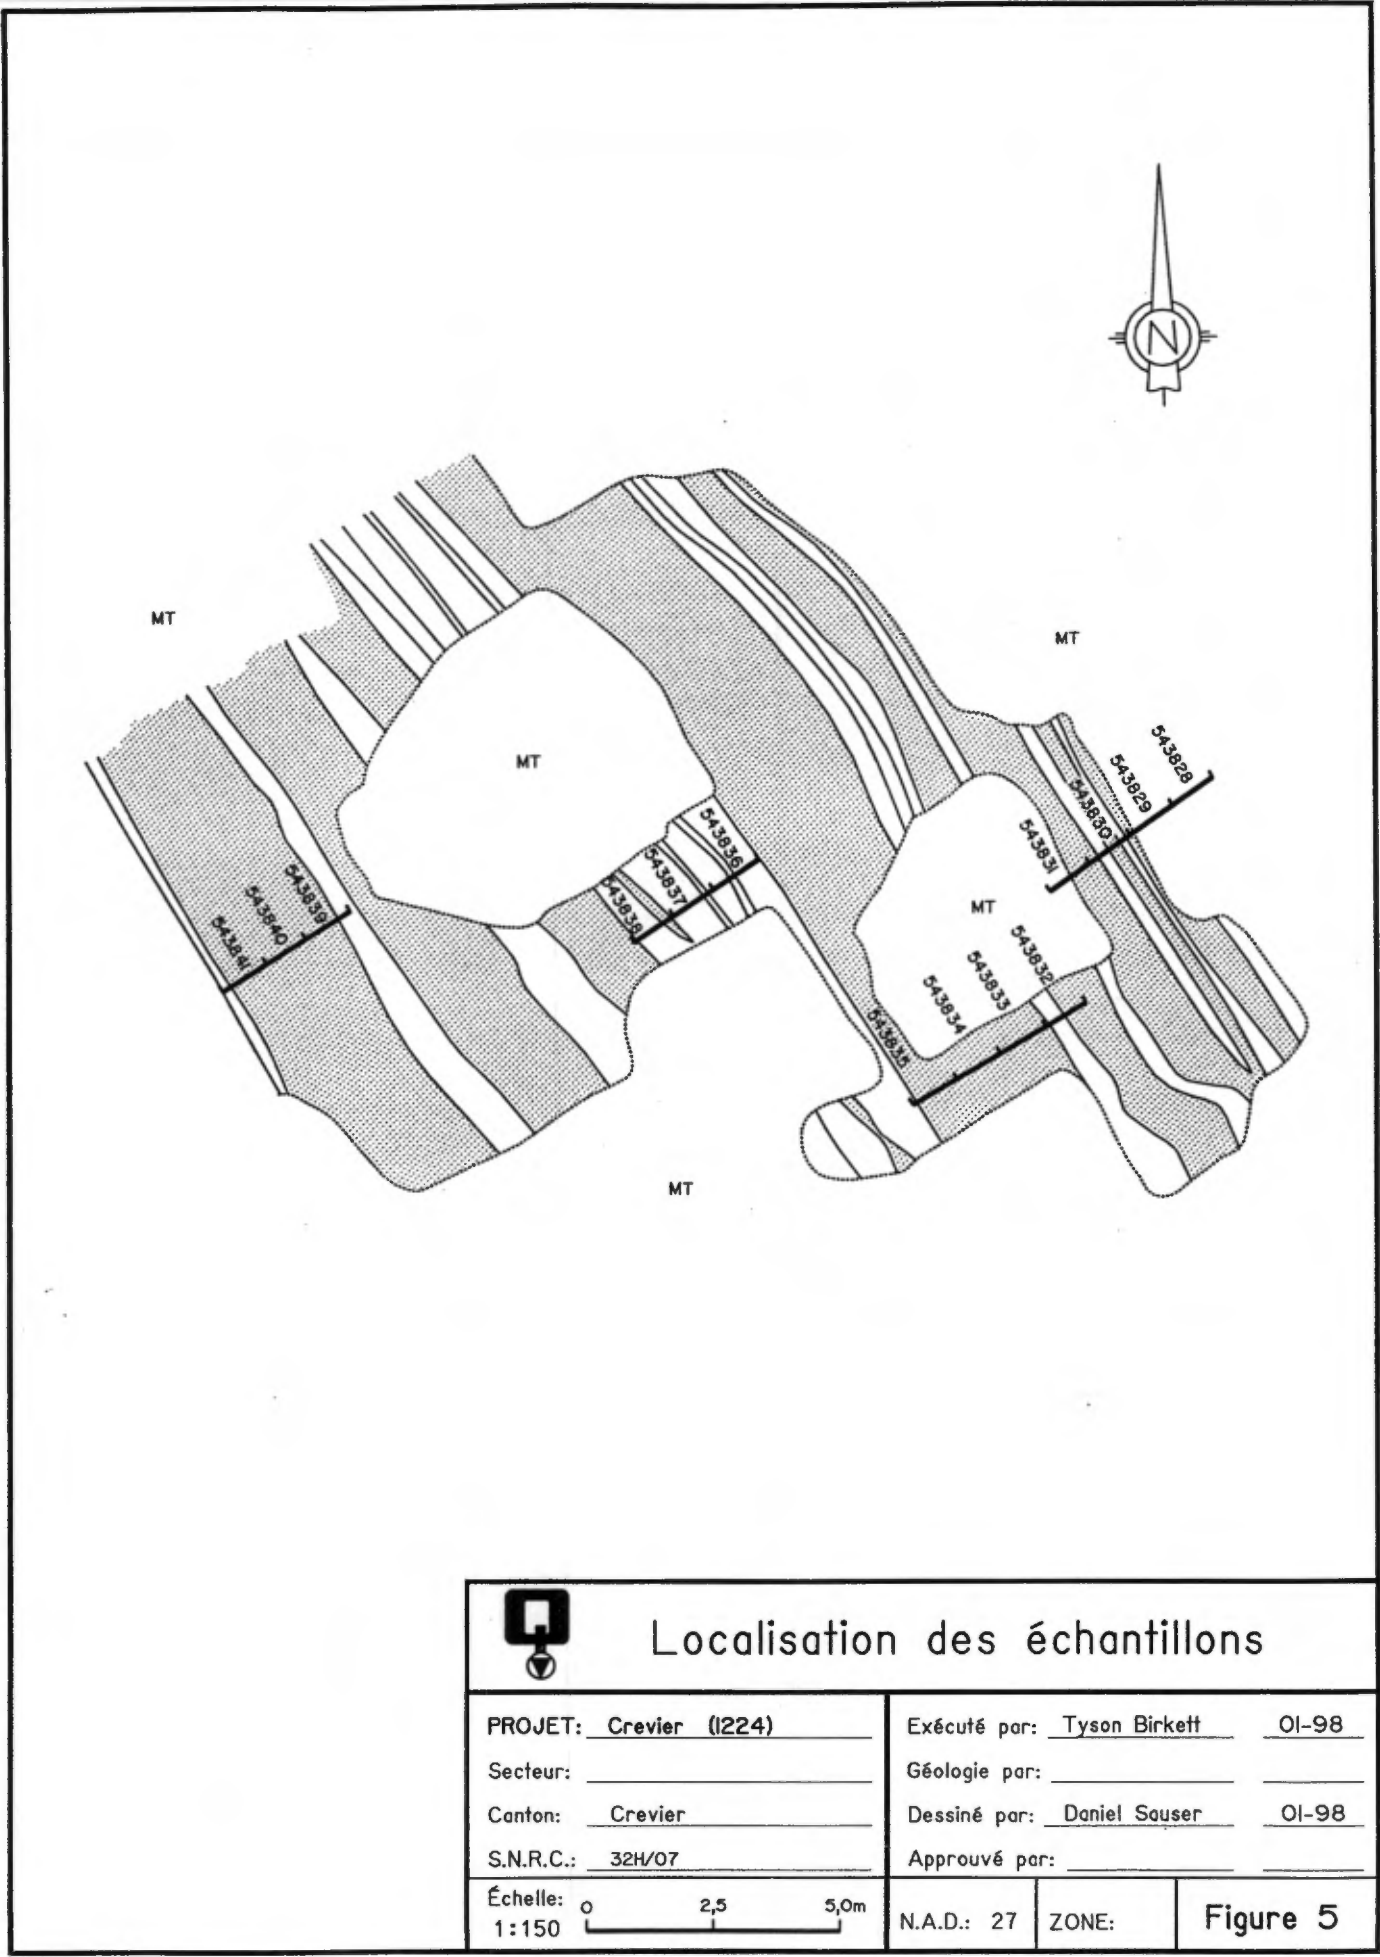 N
MT
MT
MT
MT
MT
543828
543829
543830
543831
543832
543833
543834
543835
543836
543837
543838
543839
543840
543841
Localisation des échantillons
PROJET: Crevier (1224)
Secteur:
Canton: Crevier
S.N.R.C.: 32H/07
Échelle:
1:150
0 2,5 5,0m
Exécuté par: Tyson Birkett 01-98
Géologie par:
Dessiné par: Daniel Sauser 01-98
Approuvé par:
N.A.D.: 27
ZONE:
Figure 5